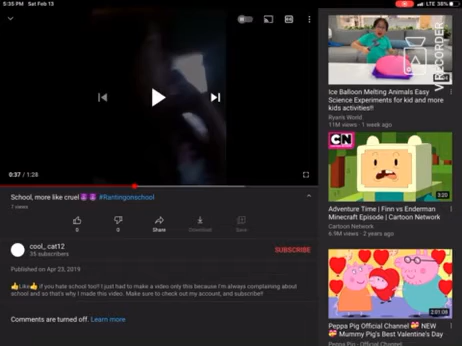 5:35 PM Sat Feb 13
LTE 38%
0:37 / 1:28
School, more like cruel😈😈 #Rantingonschool
7 views
0
0
Share
Download
Save
cool_cat12
35 subscribers
SUBSCRIBE
Published on Apr 23, 2019
👍Like👍 if you hate school too!! I just had to make a video only this because I'm always complaining about
school and so that's why I made this video. Make sure to check out my account, and subscribe!!
Comments are turned off. Learn more
VRECORDER
Ice Balloon Melting Animals Easy
Science Experiments for kid and more
kids activities!!
Ryan's World
11M views · 1 week ago
CN
3:20
Adventure Time | Finn vs Enderman
Minecraft Episode | Cartoon Network
Cartoon Network
6.9M views · 2 years ago
2:01:08
Peppa Pig Official Channel 💝 NEW
💝 Mummy Pig's Best Valentine's Day
Peppa Pig - Official Channel